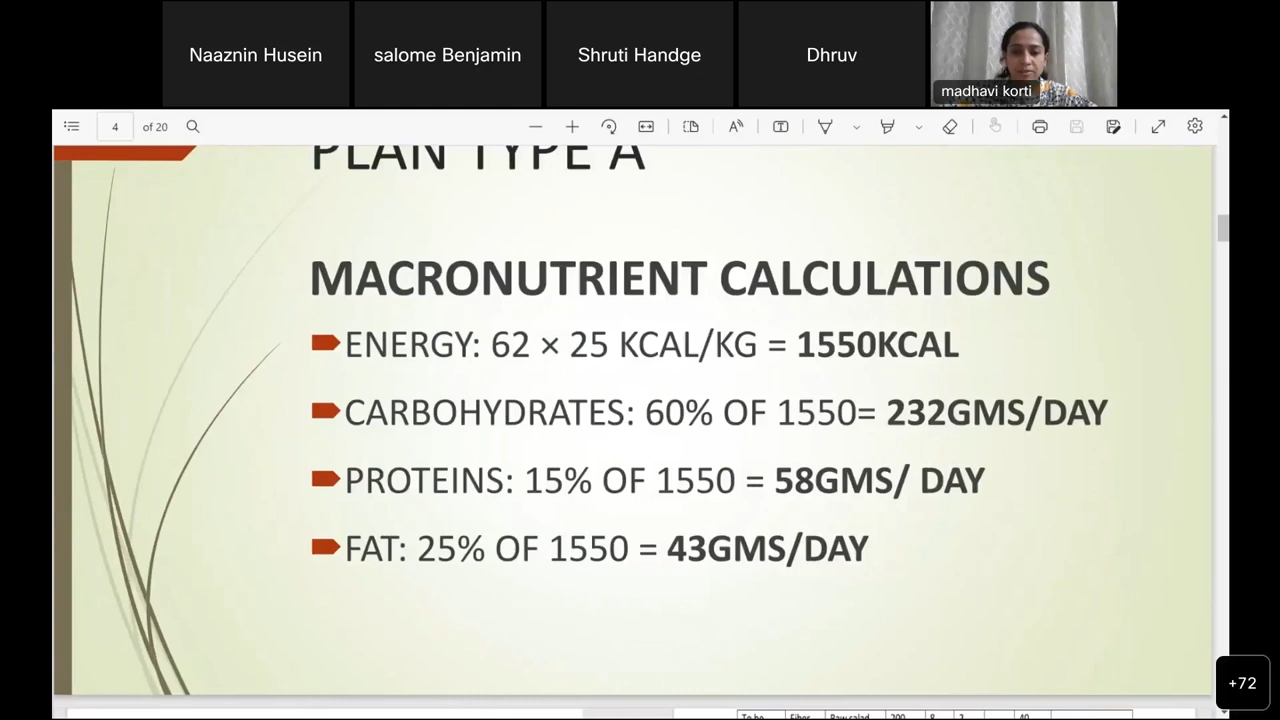 Naaznin Husein
salome Benjamin
Shruti Handge
Dhruv
madhavi korti
4 of 20
PLAN TYPE A
MACRONUTRIENT CALCULATIONS
ENERGY: 62 × 25 KCAL/KG = 1550KCAL
CARBOHYDRATES: 60% OF 1550= 232GMS/DAY
PROTEINS: 15% OF 1550 = 58GMS/ DAY
FAT: 25% OF 1550 = 43GMS/DAY
+72